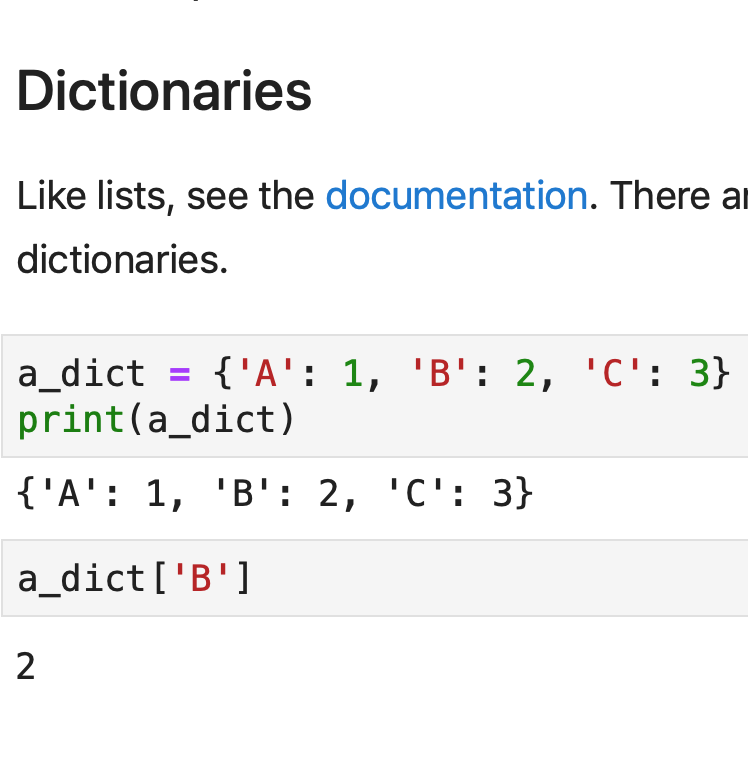 Dictionaries
Like lists, see the documentation. There
dictionaries.
a_dict = {'A': 1, 'B': 2, 'C': 3}
print(a_dict)
{'A': 1, 'B': 2, 'C': 3}
a_dict['B']
2